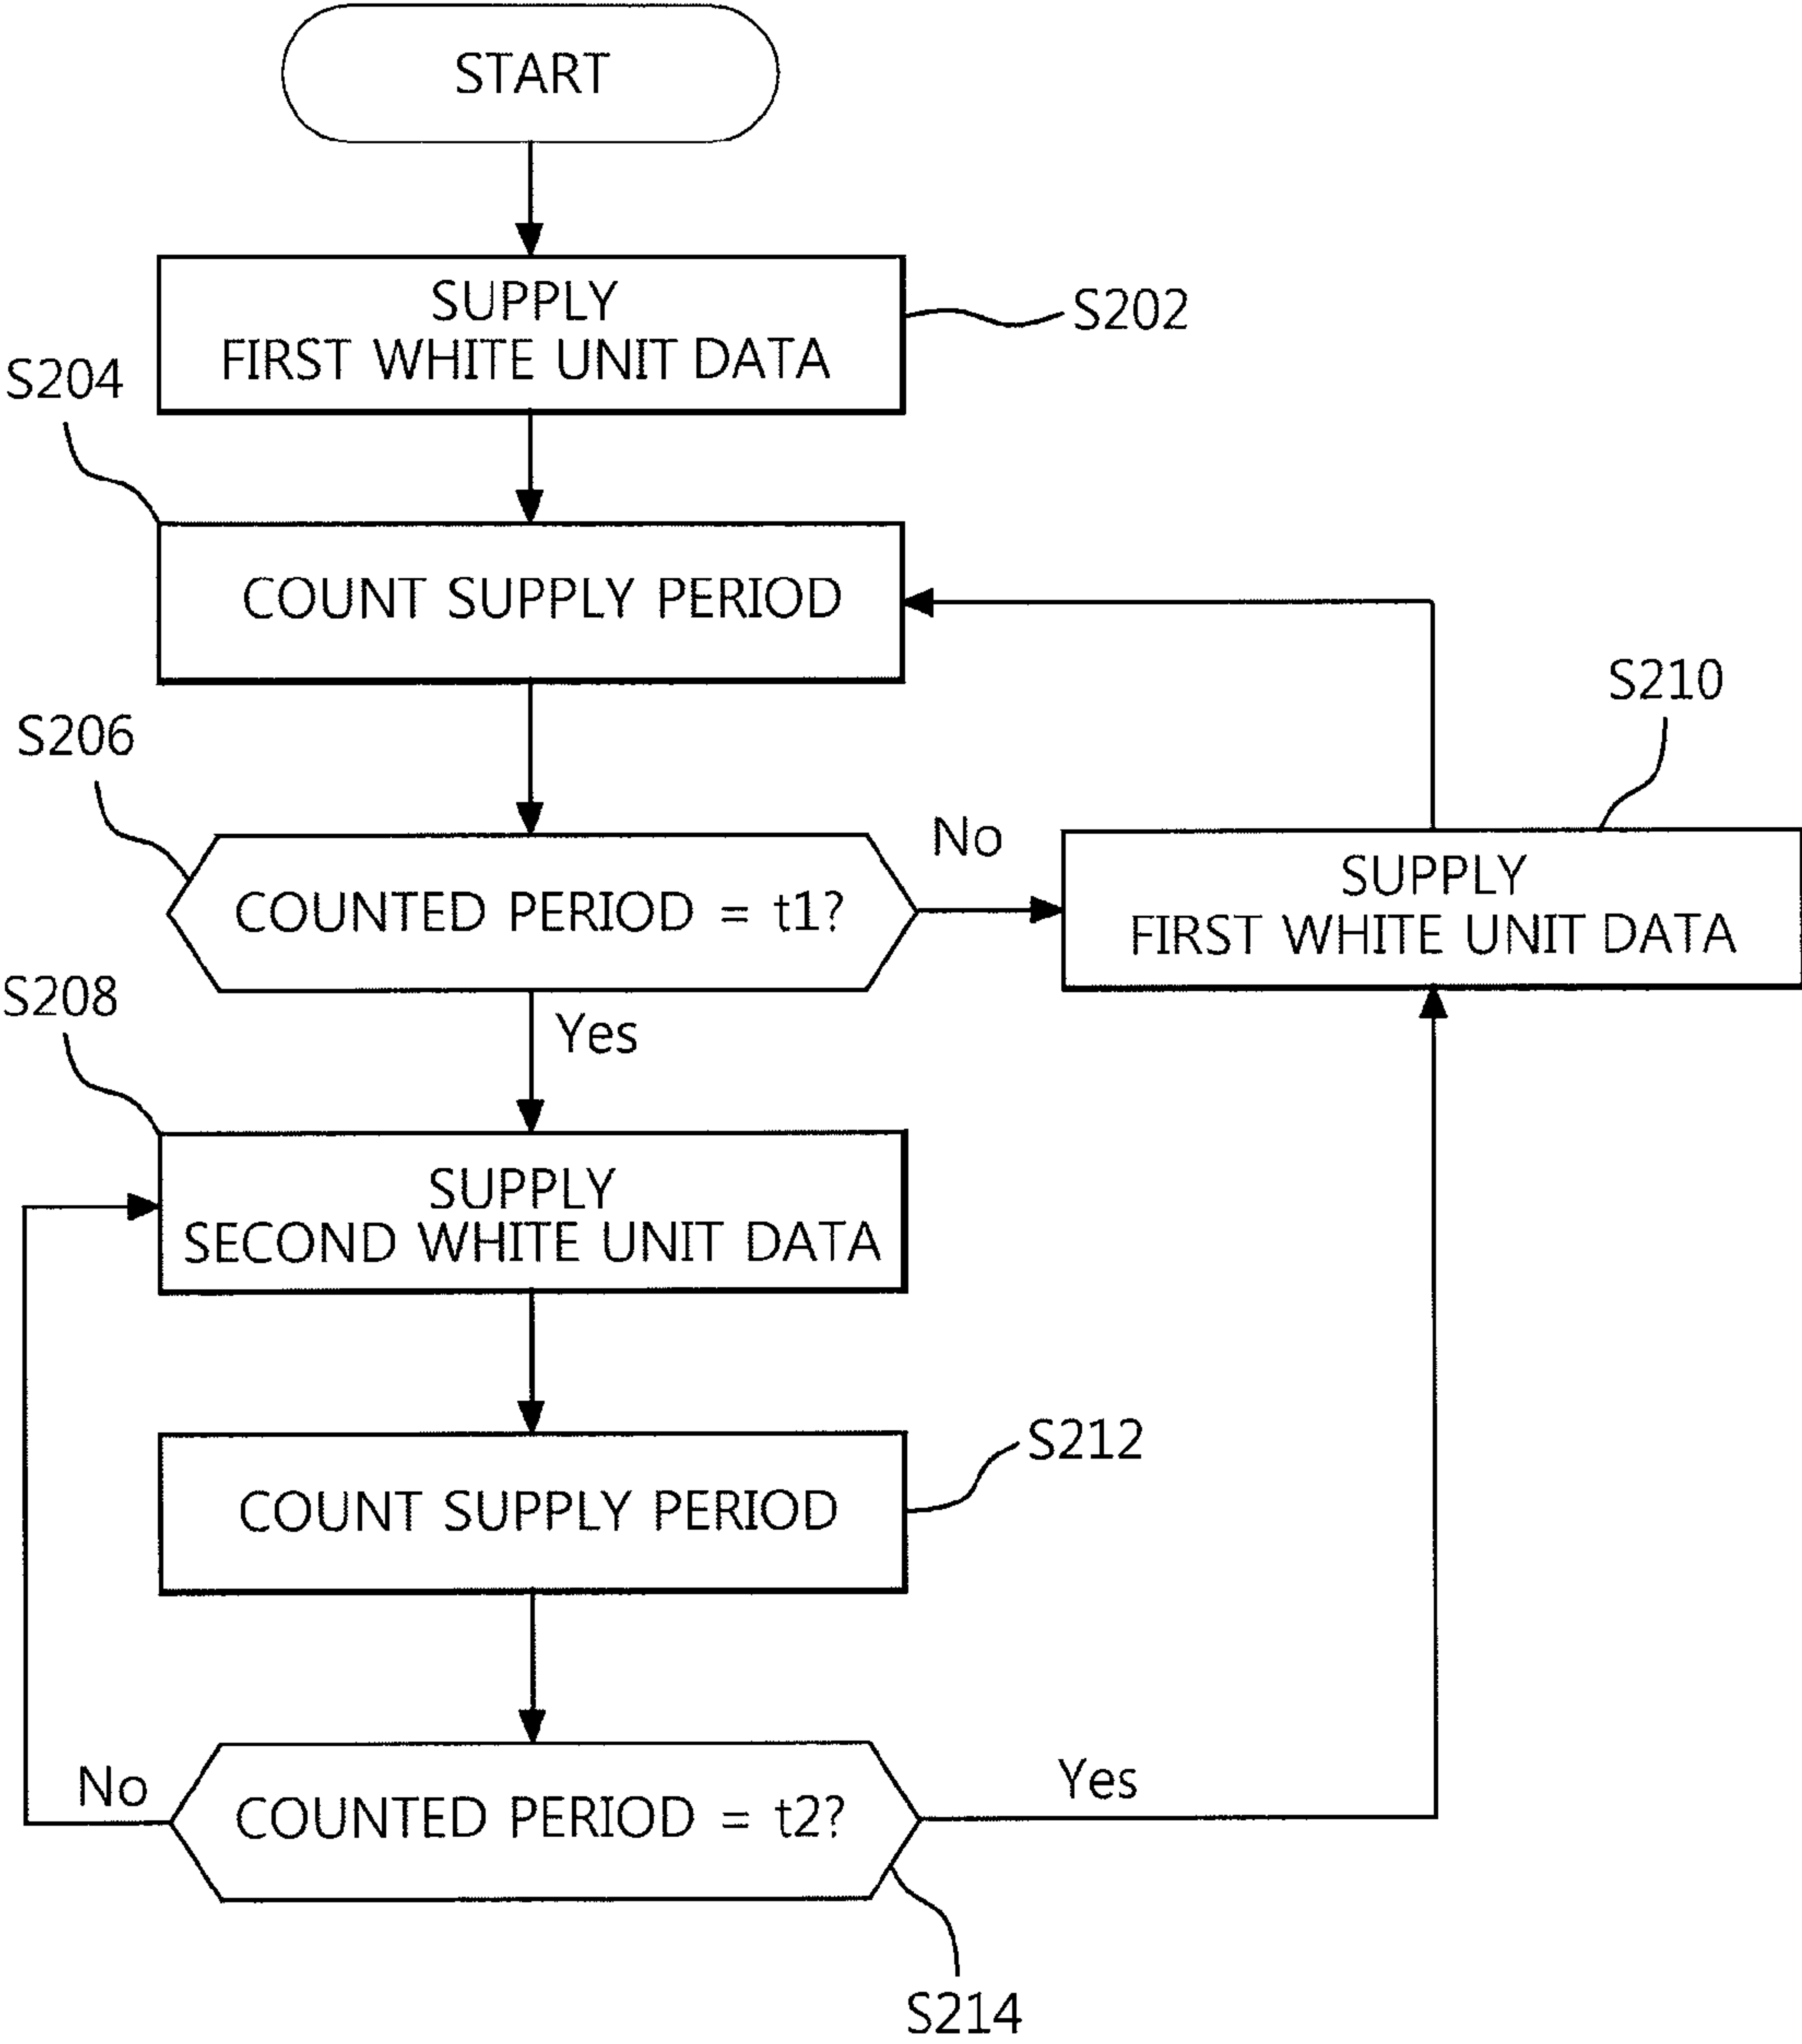 START
SUPPLY
FIRST WHITE UNIT DATA
S202
S204
COUNT SUPPLY PERIOD
S206
COUNTED PERIOD = t1?
No
S210
SUPPLY
FIRST WHITE UNIT DATA
Yes
S208
SUPPLY
SECOND WHITE UNIT DATA
S212
COUNT SUPPLY PERIOD
No
COUNTED PERIOD = t2?
Yes
S214